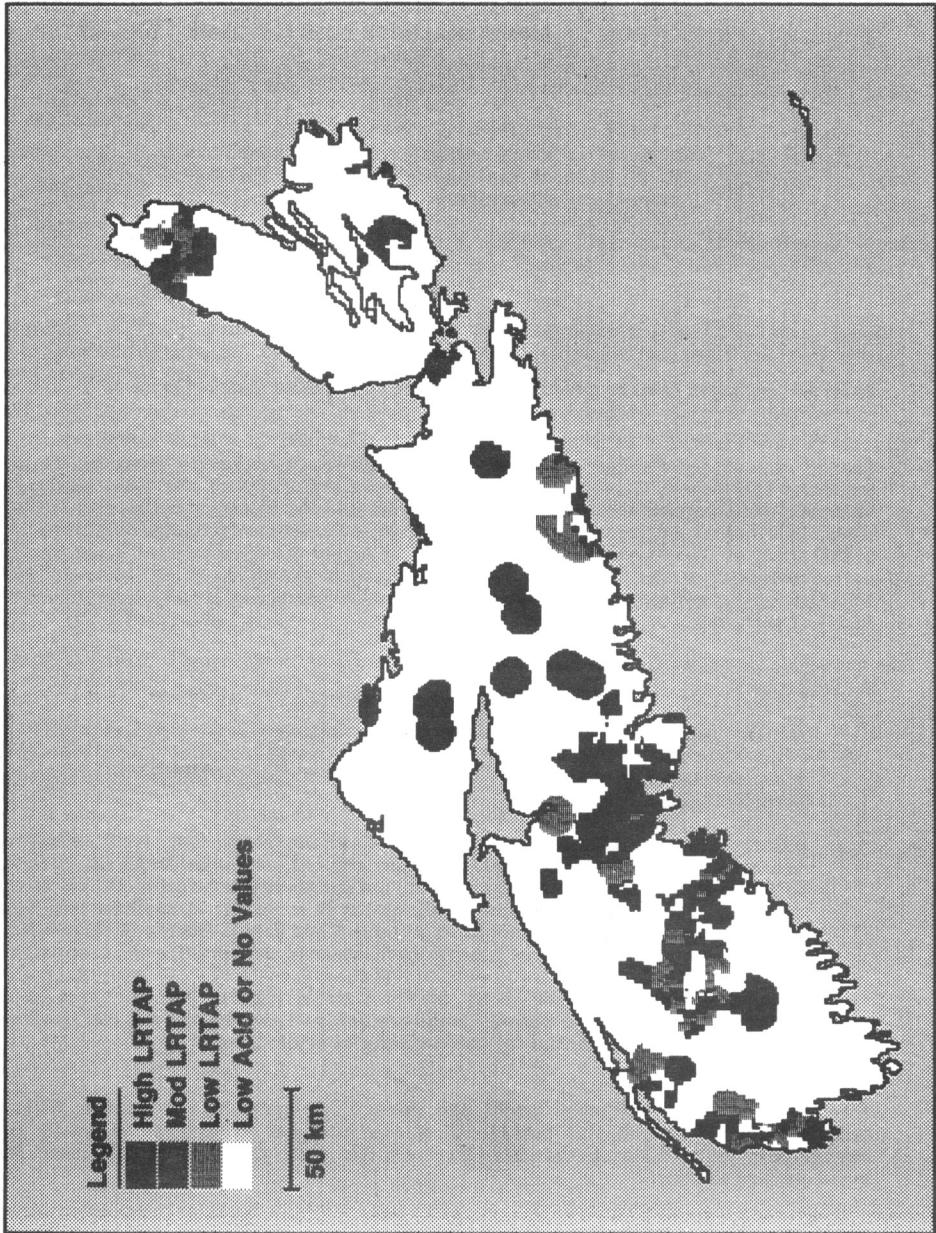 Legend
High LRTAP
Mod LRTAP
Low LRTAP
Low Acid or No Values
50 km